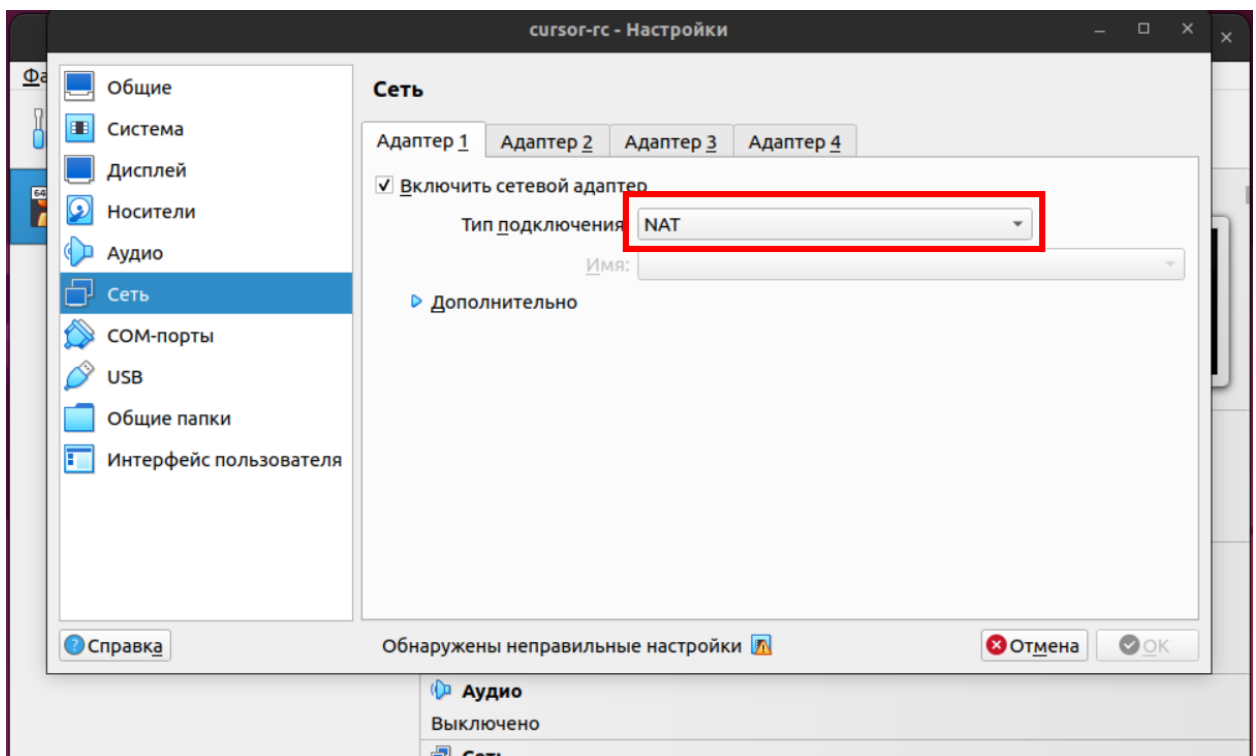 cursor-rc - Настройки
Фа
Общие
Система
Дисплей
Носители
Аудио
Сеть
COM-порты
USB
Общие папки
Интерфейс пользователя
Сеть
Адаптер 1
Адаптер 2
Адаптер 3
Адаптер 4
Включить сетевой адаптер
Тип подключения
NAT
Имя:
Дополнительно
64
Справка
Обнаружены неправильные настройки
Отмена
OK
Аудио
Выключено
Сеть